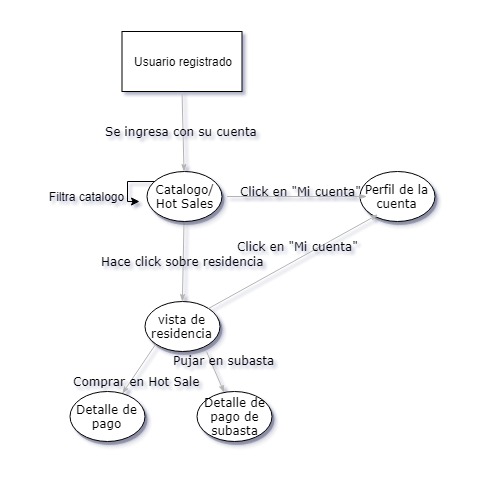 Usuario registrado
Se ingresa con su cuenta
Filtra catalogo
Catalogo/
Hot Sales
Click en "Mi cuenta"
Perfil de la
cuenta
Click en "Mi cuenta"
Hace click sobre residencia
vista de
residencia
Pujar en subasta
Comprar en Hot Sale
Detalle de
pago
Detalle de
pago de
subasta